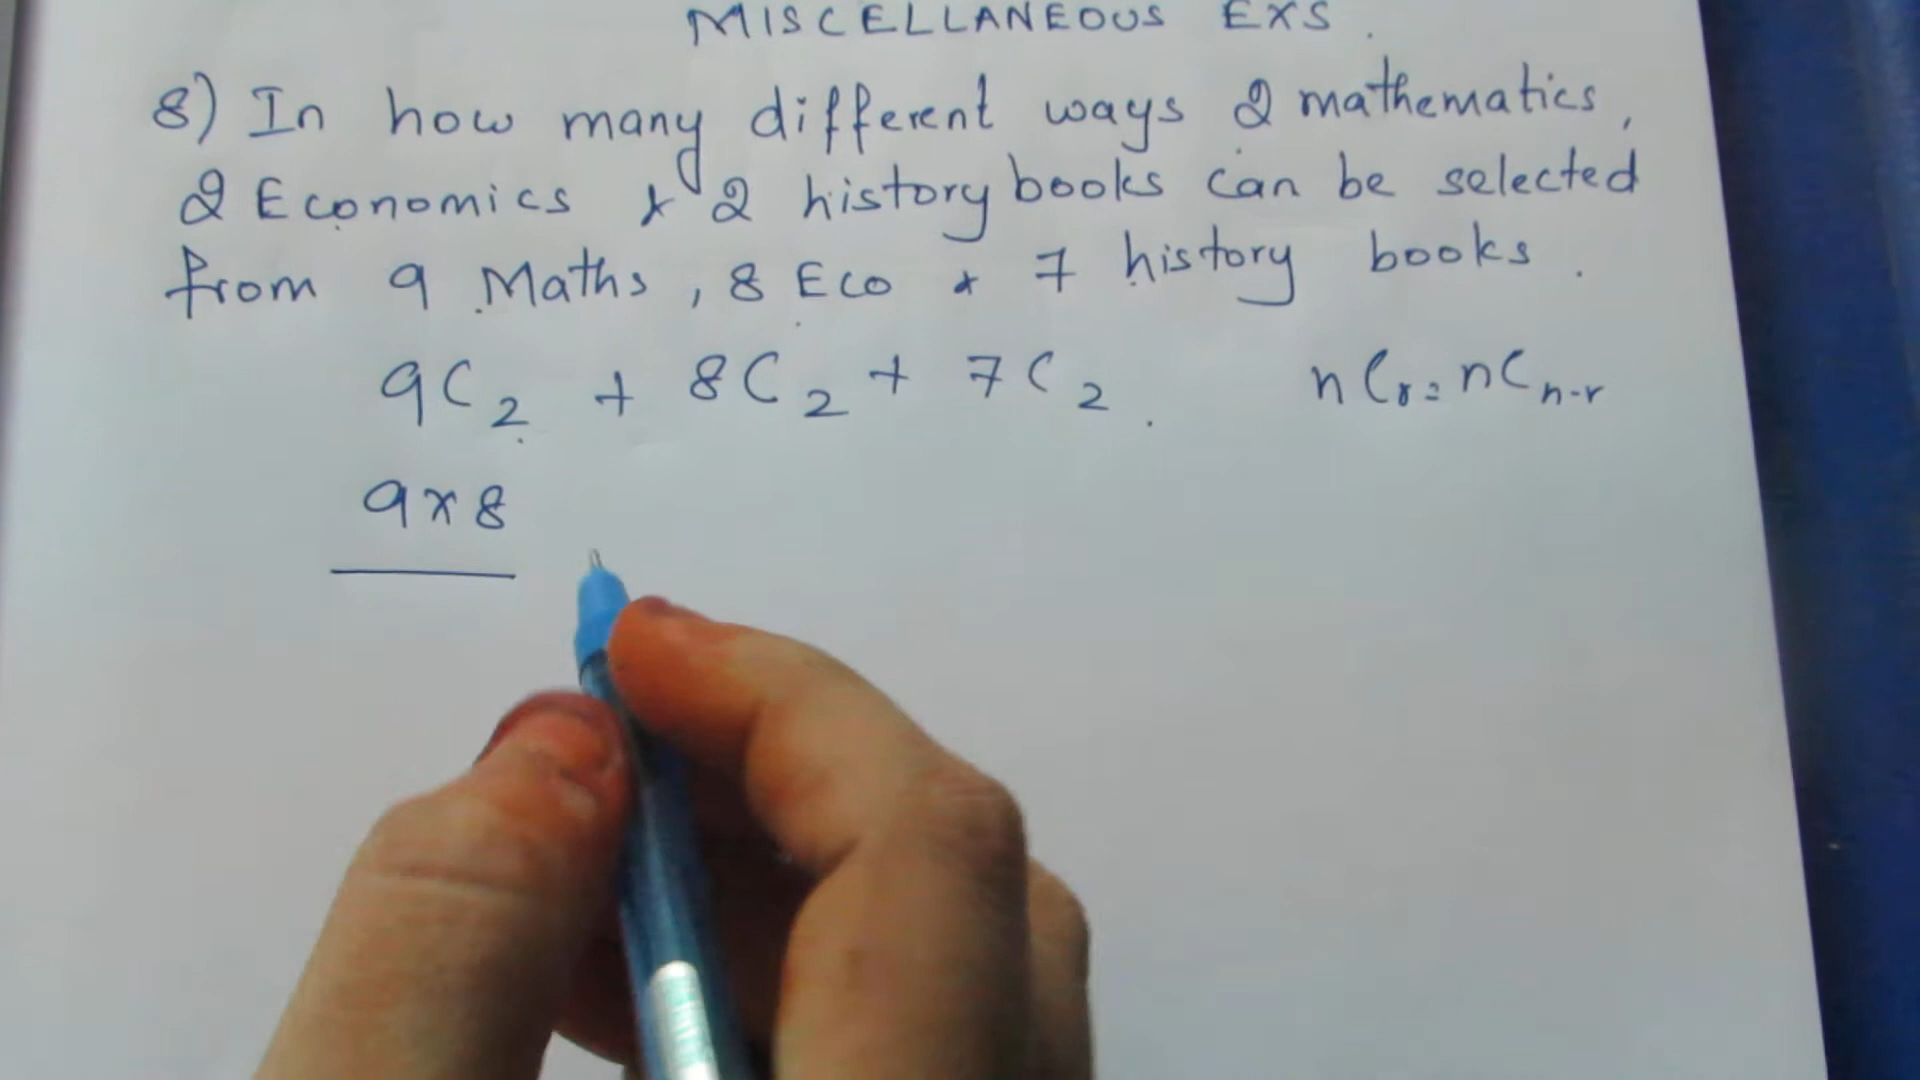 MISCELLANEOUS EXS.
8) In how many different ways 2 mathematics,
2 Economics & 2 history books can be selected
from 9 Maths, 8 Eco & 7 history books.
9C2 + 8C2 + 7C2. nCr = nCn-r
9x8